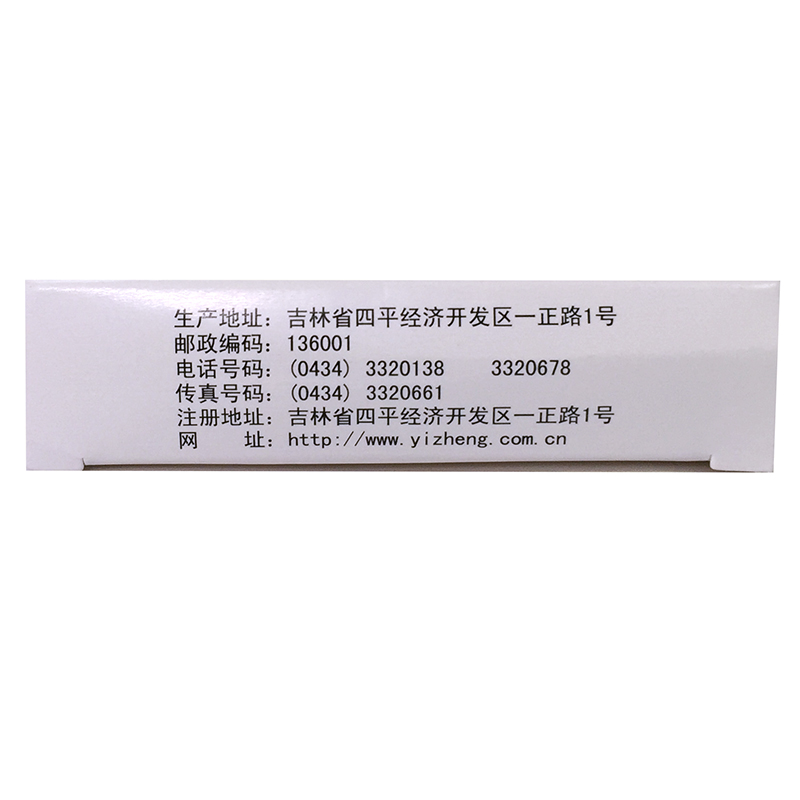 生产地址：吉林省四平经济开发区一正路1号
邮政编码：136001
电话号码：(0434) 3320138　3320678
传真号码：(0434) 3320661
注册地址：吉林省四平经济开发区一正路1号
网　　址：http://www.yizheng.com.cn